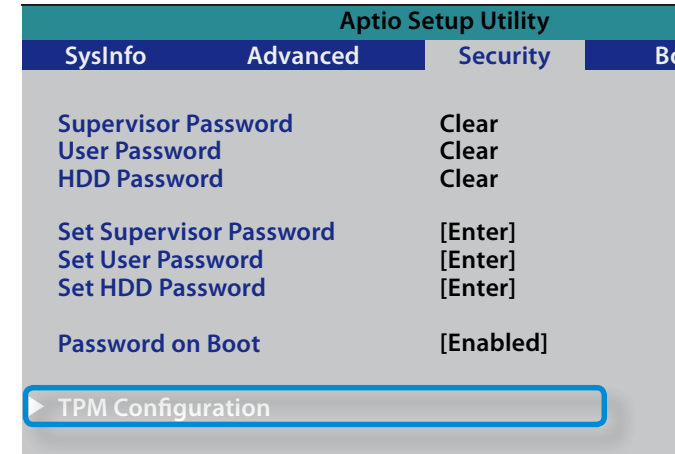 Aptio Setup Utility
SysInfo Advanced Security
Supervisor Password Clear
User Password Clear
HDD Password Clear
Set Supervisor Password [Enter]
Set User Password [Enter]
Set HDD Password [Enter]
Password on Boot [Enabled]
TPM Configuration